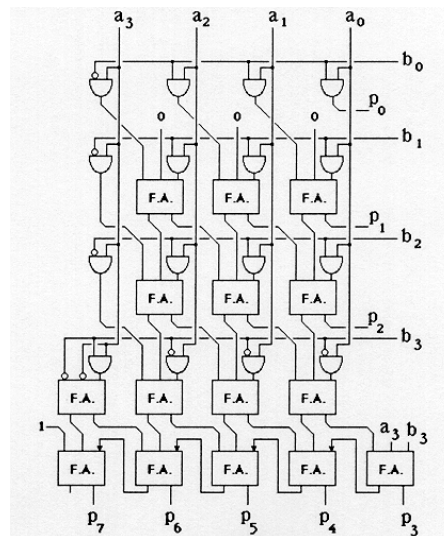 a3 a2 a1 a0
b0
p0
0 0 0
b1
F.A. F.A. F.A.
p1
b2
F.A. F.A. F.A.
p2
b3
F.A. F.A. F.A. F.A.
1 a3 b3
F.A. F.A. F.A. F.A. F.A.
p7 p6 p5 p4 p3